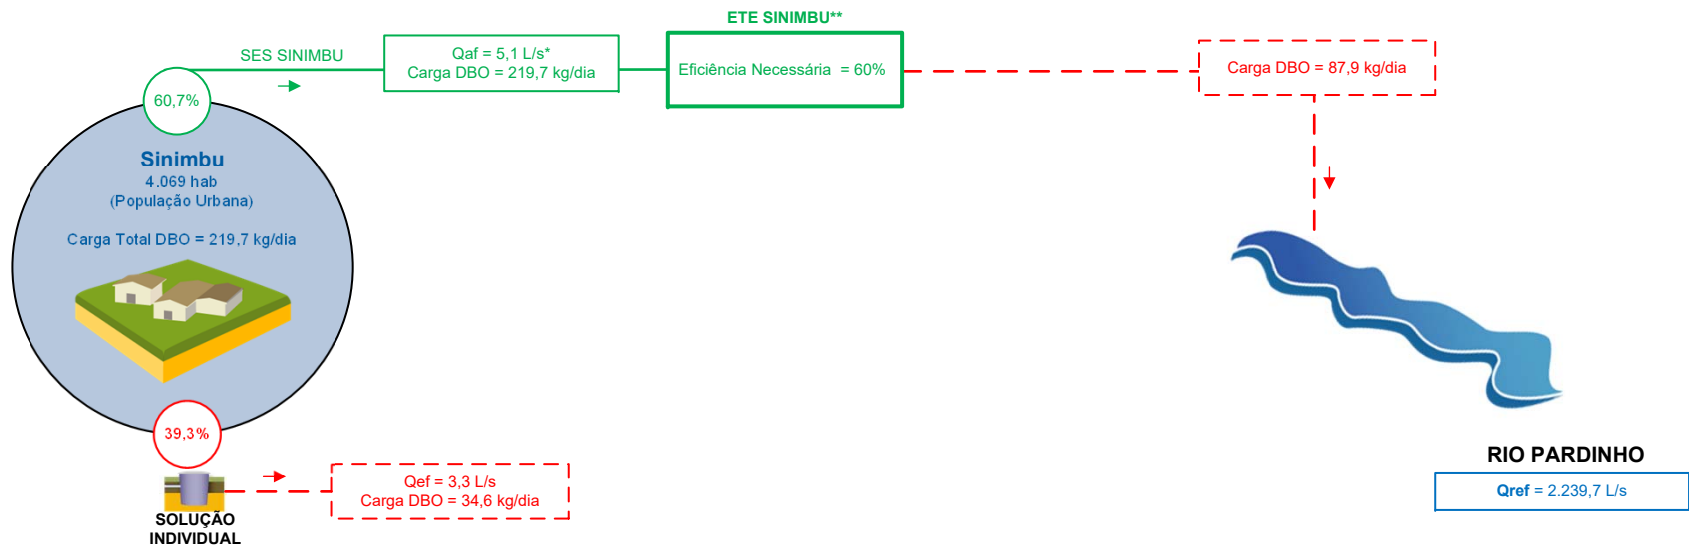 ETE SINIMBU**
SES SINIMBU
Qaf = 5,1 L/s*
Carga DBO = 219,7 kg/dia
Eficiência Necessária = 60%
Carga DBO = 87,9 kg/dia
60,7%
Sinimbu
4.069 hab
(População Urbana)
Carga Total DBO = 219,7 kg/dia
39,3%
Qef = 3,3 L/s
Carga DBO = 34,6 kg/dia
SOLUÇÃO
INDIVIDUAL
RIO PARDINHO
Qref = 2.239,7 L/s